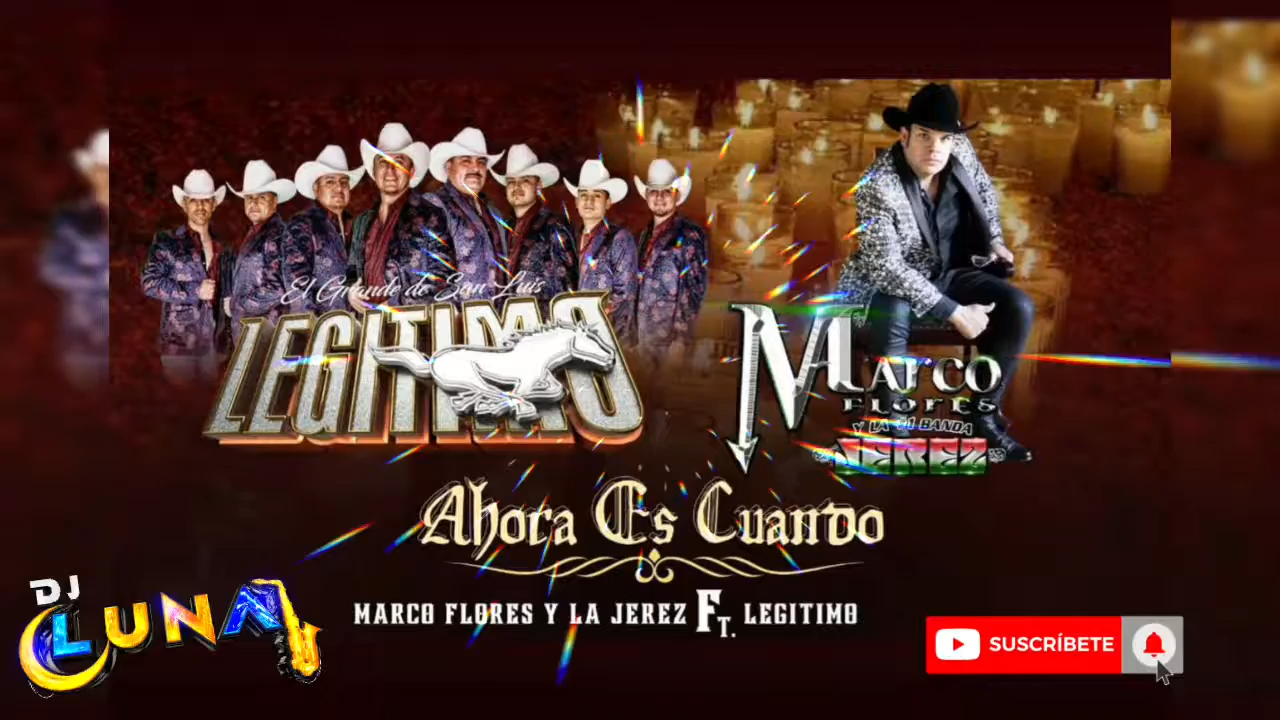 El Grande de San Luis
LEGITIMO
MARCO
FLORES
Y LA #1 BANDA
JEREZ
Ahora Es Cuando
MARCO FLORES Y LA JEREZ FT. LEGITIMO
DJ
LUNA
SUSCRÍBETE